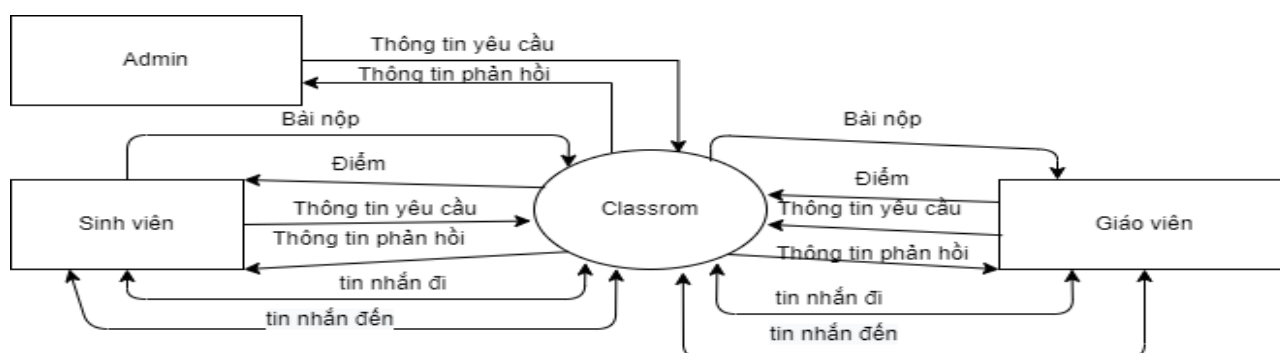 Admin
Thông tin yêu cầu
Thông tin phản hồi
Bài nộp
Bài nộp
Điểm
Điểm
Sinh viên
Thông tin yêu cầu
Classrom
Thông tin yêu cầu
Giáo viên
Thông tin phản hồi
Thông tin phản hồi
tin nhắn đi
tin nhắn đi
tin nhắn đến
tin nhắn đến